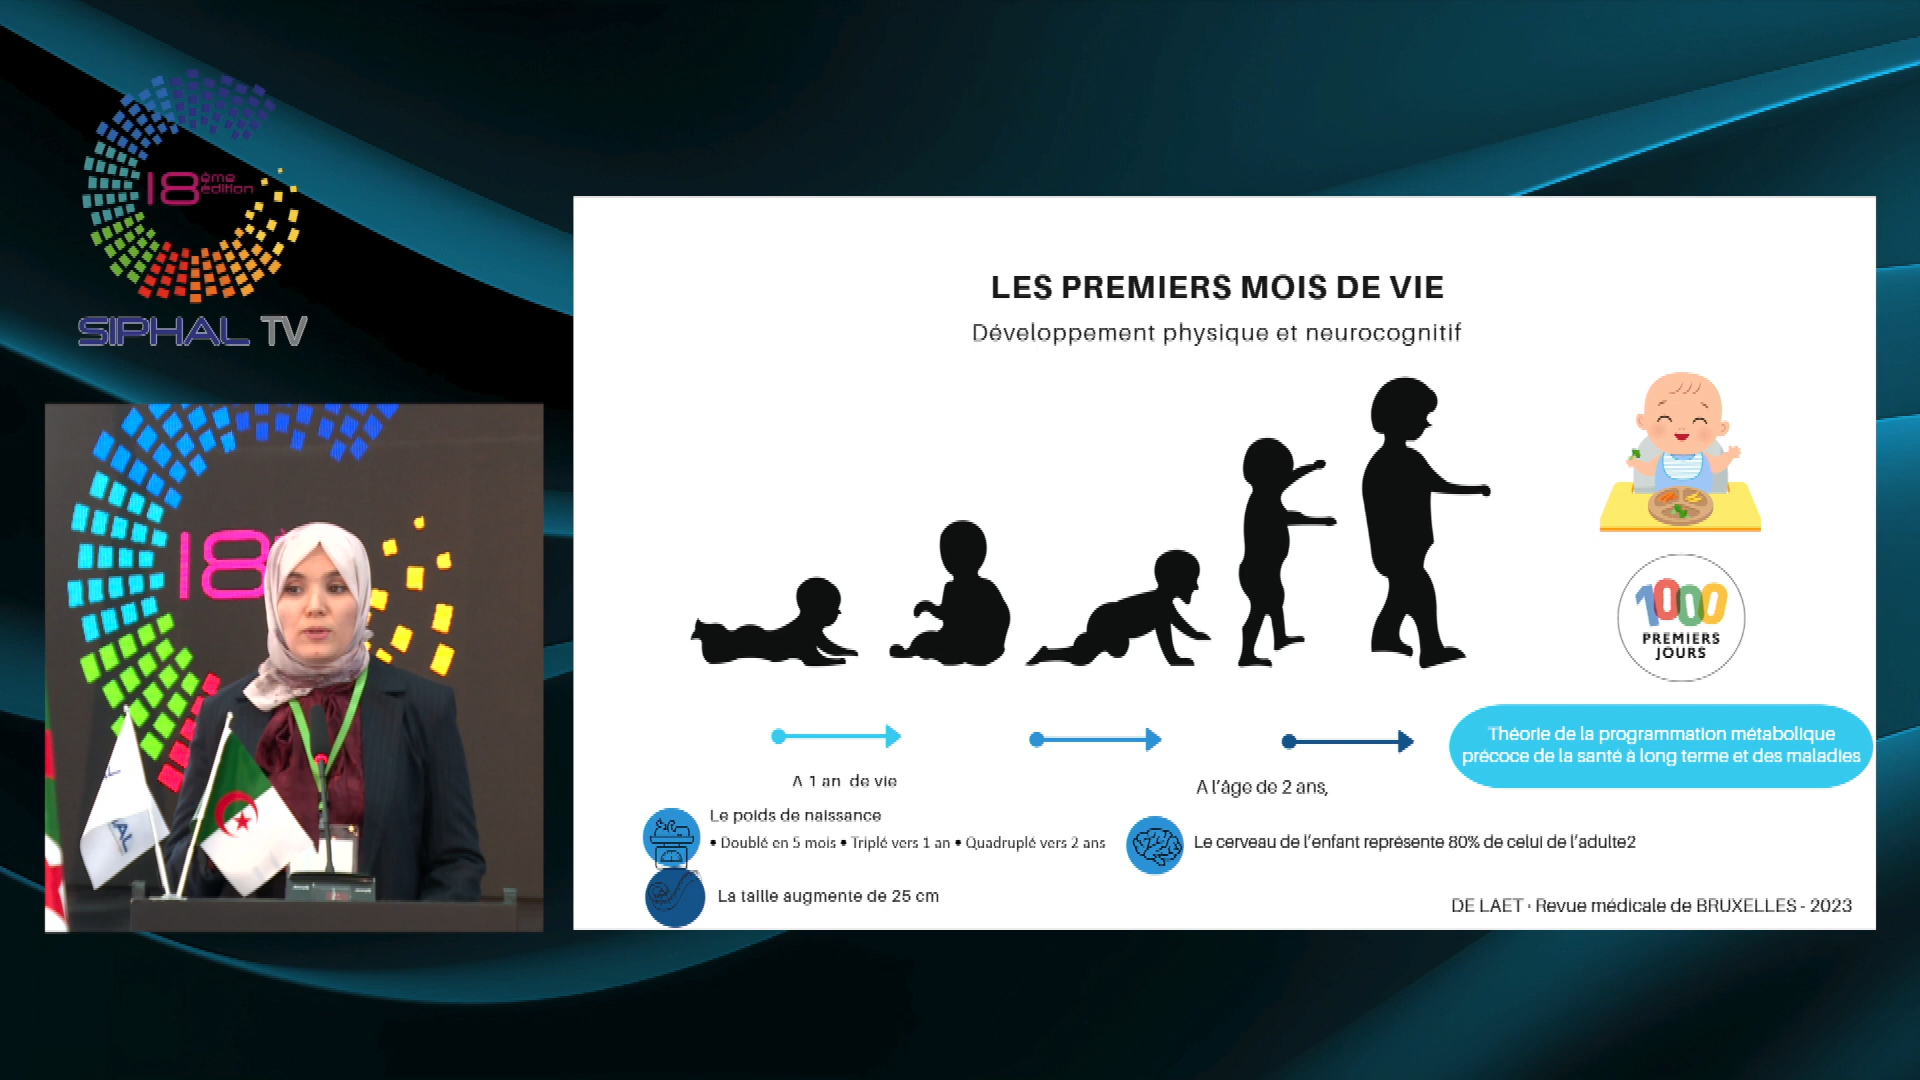 18 ème
édition
SIPHAL TV
18
LES PREMIERS MOIS DE VIE
Développement physique et neurocognitif
1000
PREMIERS
JOURS
Théorie de la programmation métabolique
précoce de la santé à long terme et des maladies
A 1 an de vie
A l'âge de 2 ans,
Le poids de naissance
• Doublé en 5 mois • Triplé vers 1 an • Quadruplé vers 2 ans
Le cerveau de l'enfant représente 80% de celui de l'adulte2
La taille augmente de 25 cm
DE LAET · Revue médicale de BRUXELLES - 2023